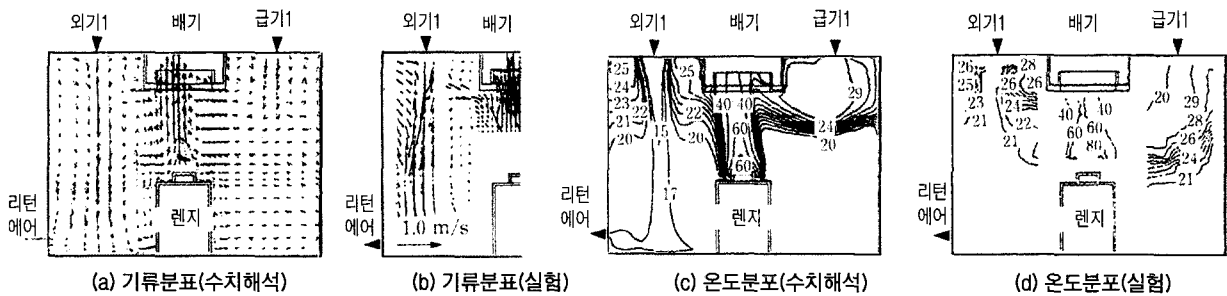 외기1 배기 급기1
리턴
에어
렌지
(a) 기류분표(수치해석)
외기1 배기
리턴
에어
1.0 m/s
(b) 기류분표(실험)
외기1 배기 급기1
25 25 29
24 40 40
23
22 22 24
21
20 15 60 20
60
17
리턴
에어
렌지
(c) 온도분포(수치해석)
외기1 배기 급기1
26 28 20 29
25 26 26
23 24 40 40 28
21 22 60 60 26
21 80 24
21
리턴
에어
렌지
(d) 온도분포(실험)